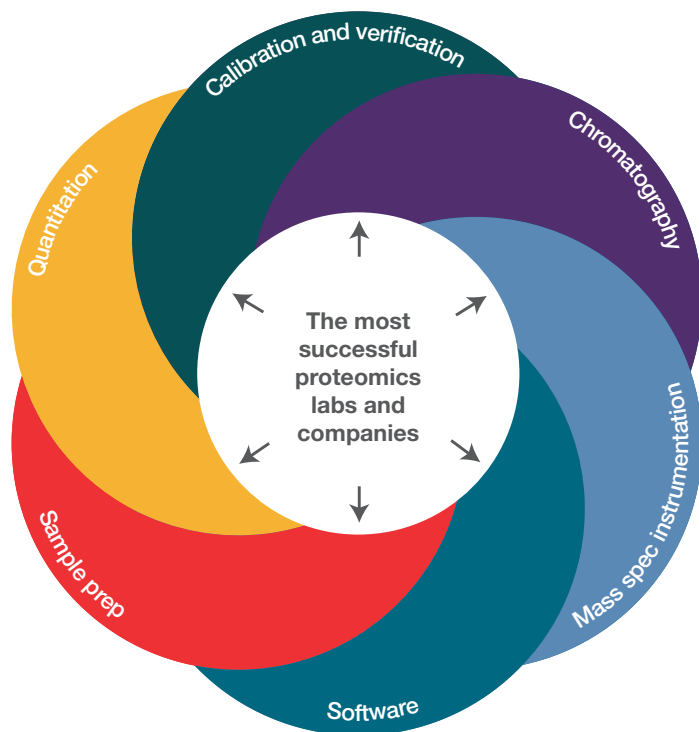 Calibration and verification
Chromatography
Quantitation
The most
successful
proteomics
labs and
companies
Mass spec instrumentation
Sample prep
Software